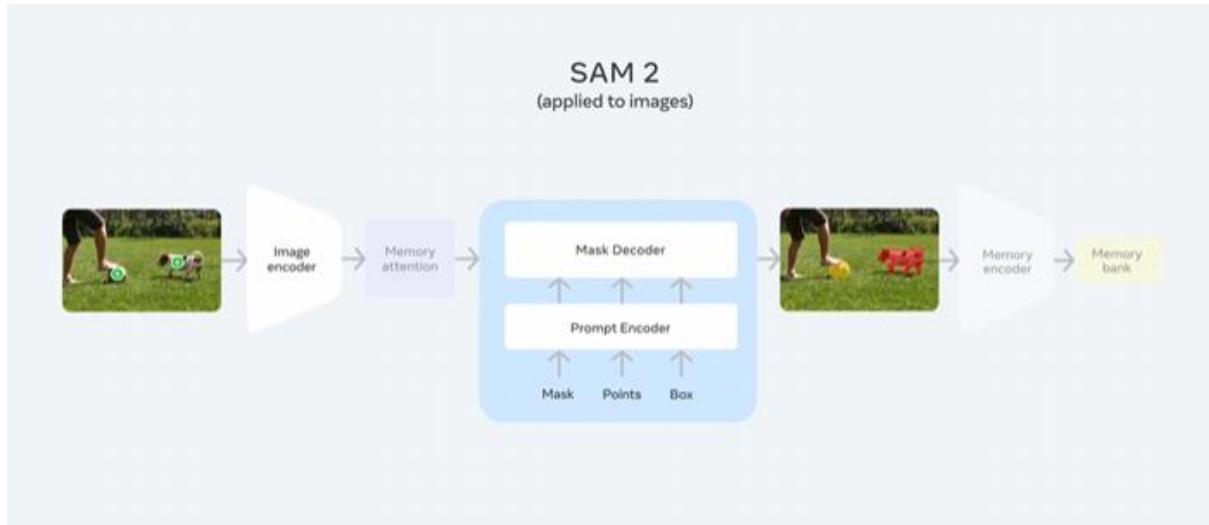 SAM 2
(applied to images)
Image
encoder
Memory
attention
Mask Decoder
Prompt Encoder
Mask
Points
Box
Memory
encoder
Memory
bank